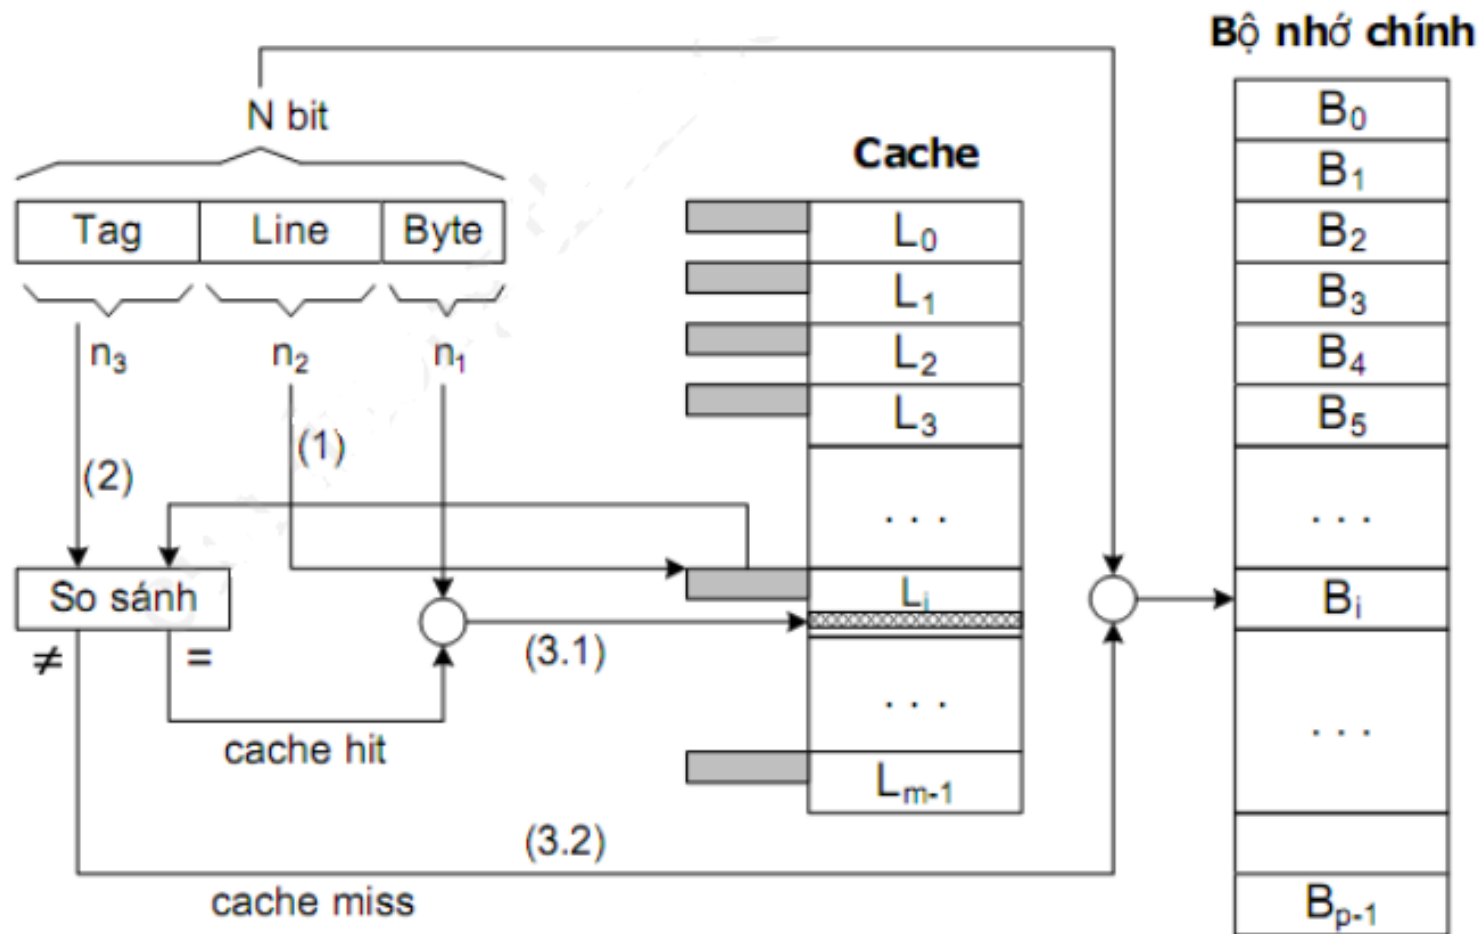 Bộ nhớ chính
N bit
Cache
Tag Line Byte
n3 n2 n1
(1)
(2)
So sánh
≠ =
cache hit
(3.1)
(3.2)
cache miss
L0
L1
L2
L3
. . .
Li
. . .
Lm-1
B0
B1
B2
B3
B4
B5
. . .
Bi
. . .
Bp-1